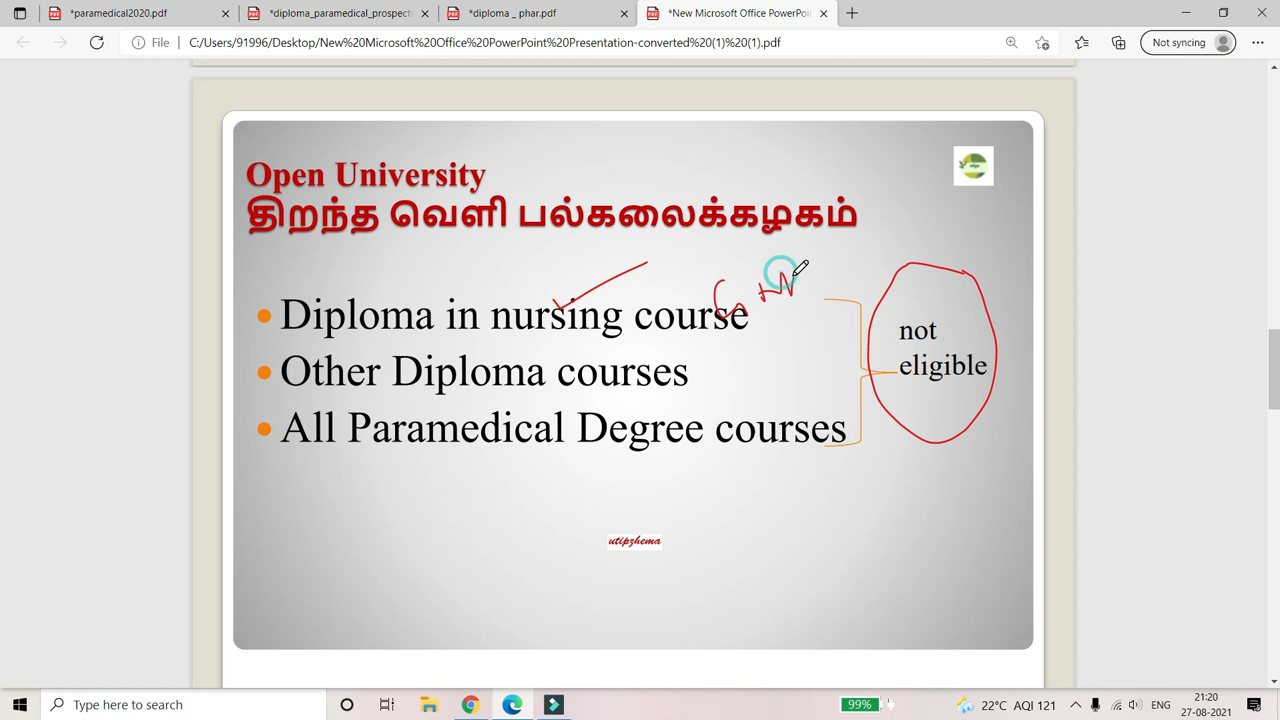 *paramedical2020.pdf
*diploma_paramedical_prospect
*diploma _ phar.pdf
*New Microsoft Office PowerPoi
File
C:/Users/91996/Desktop/New%20Microsoft%20Office%20PowerPoint%20Presentation-converted%20(1)%20(1).pdf
Not syncing
Open University
திறந்த வெளி பல்கலைக்கழகம்
Diploma in nursing course
Other Diploma courses
All Paramedical Degree courses
not
eligible
utipzhema
Type here to search
99%
22°C AQI 121
ENG
21:20
27-08-2021